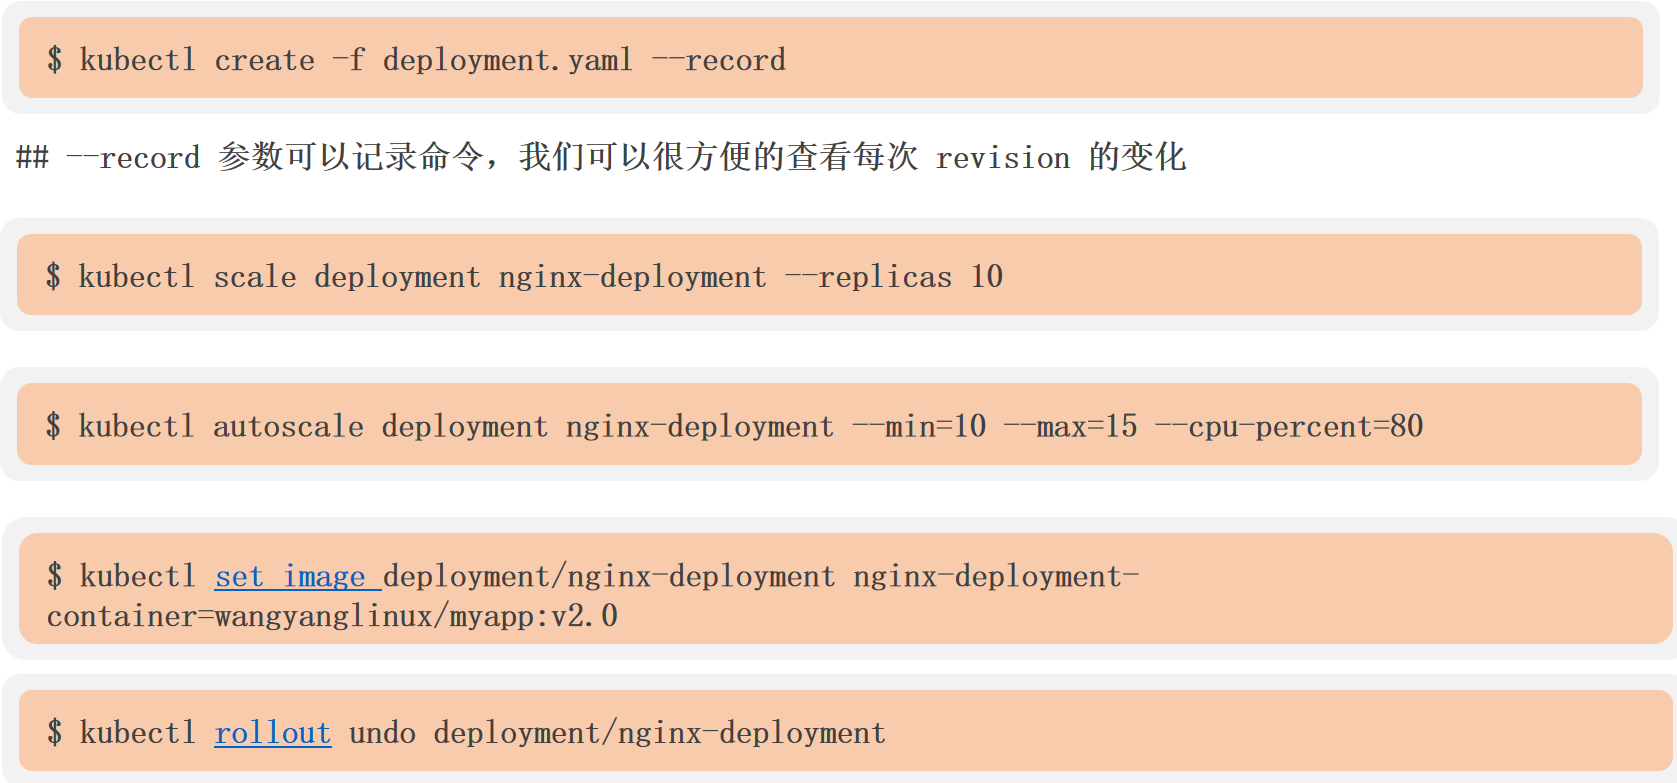 $ kubectl create -f deployment.yaml --record
## --record 参数可以记录命令，我们可以很方便的查看每次 revision 的变化
$ kubectl scale deployment nginx-deployment --replicas 10
$ kubectl autoscale deployment nginx-deployment --min=10 --max=15 --cpu-percent=80
$ kubectl set image deployment/nginx-deployment nginx-deployment-
container=wangyanglinux/myapp:v2.0
$ kubectl rollout undo deployment/nginx-deployment